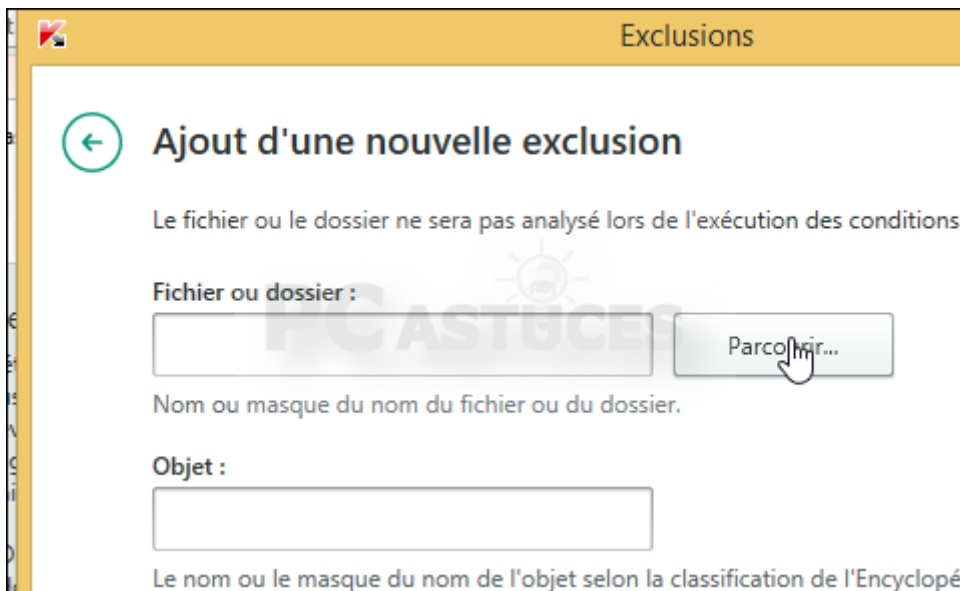 Exclusions
Ajout d'une nouvelle exclusion
Le fichier ou le dossier ne sera pas analysé lors de l'exécution des conditions
Fichier ou dossier :
PC ASTUCES
Parcourir...
Nom ou masque du nom du fichier ou du dossier.
Objet :
Le nom ou le masque du nom de l'objet selon la classification de l'Encyclopé